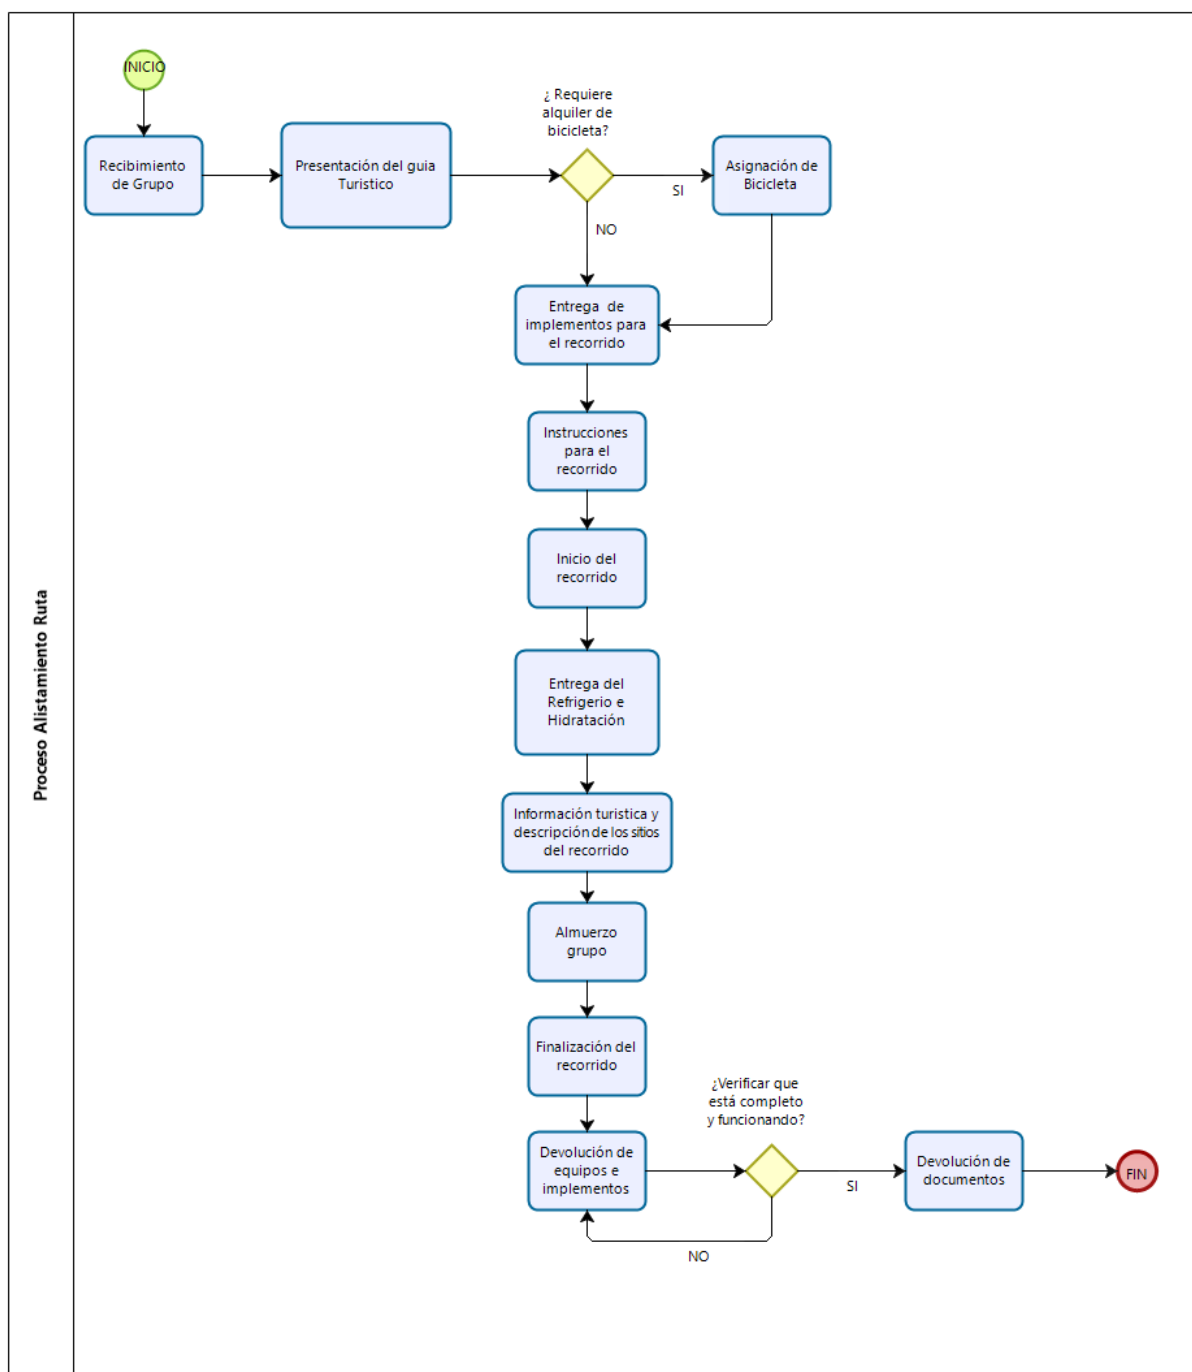 Proceso Alistamiento Ruta
INICIO
Recibimiento
de Grupo
Presentación del guia
Turistico
¿ Requiere
alquiler de
bicicleta?
SI
Asignación de
Bicicleta
NO
Entrega de
implementos para
el recorrido
Instrucciones
para el
recorrido
Inicio del
recorrido
Entrega del
Refrigerio e
Hidratación
Información turistica y
descripción de los sitios
del recorrido
Almuerzo
grupo
Finalización del
recorrido
Devolución de
equipos e
implementos
¿Verificar que
está completo
y funcionando?
SI
NO
Devolución de
documentos
FIN